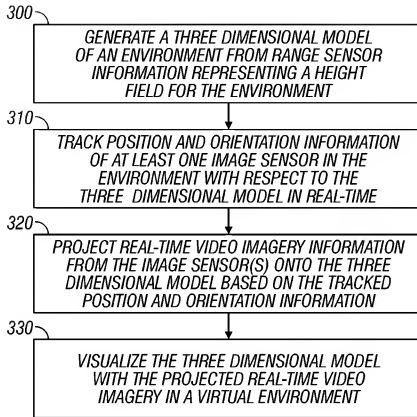 300
GENERATE A THREE DIMENSIONAL MODEL
OF AN ENVIRONMENT FROM RANGE SENSOR
INFORMATION REPRESENTING A HEIGHT
FIELD FOR THE ENVIRONMENT
310
TRACK POSITION AND ORIENTATION INFORMATION
OF AT LEAST ONE IMAGE SENSOR IN THE
ENVIRONMENT WITH RESPECT TO THE
THREE DIMENSIONAL MODEL IN REAL-TIME
320
PROJECT REAL-TIME VIDEO IMAGERY INFORMATION
FROM THE IMAGE SENSOR(S) ONTO THE THREE
DIMENSIONAL MODEL BASED ON THE TRACKED
POSITION AND ORIENTATION INFORMATION
330
VISUALIZE THE THREE DIMENSIONAL MODEL
WITH THE PROJECTED REAL-TIME VIDEO
IMAGERY IN A VIRTUAL ENVIRONMENT